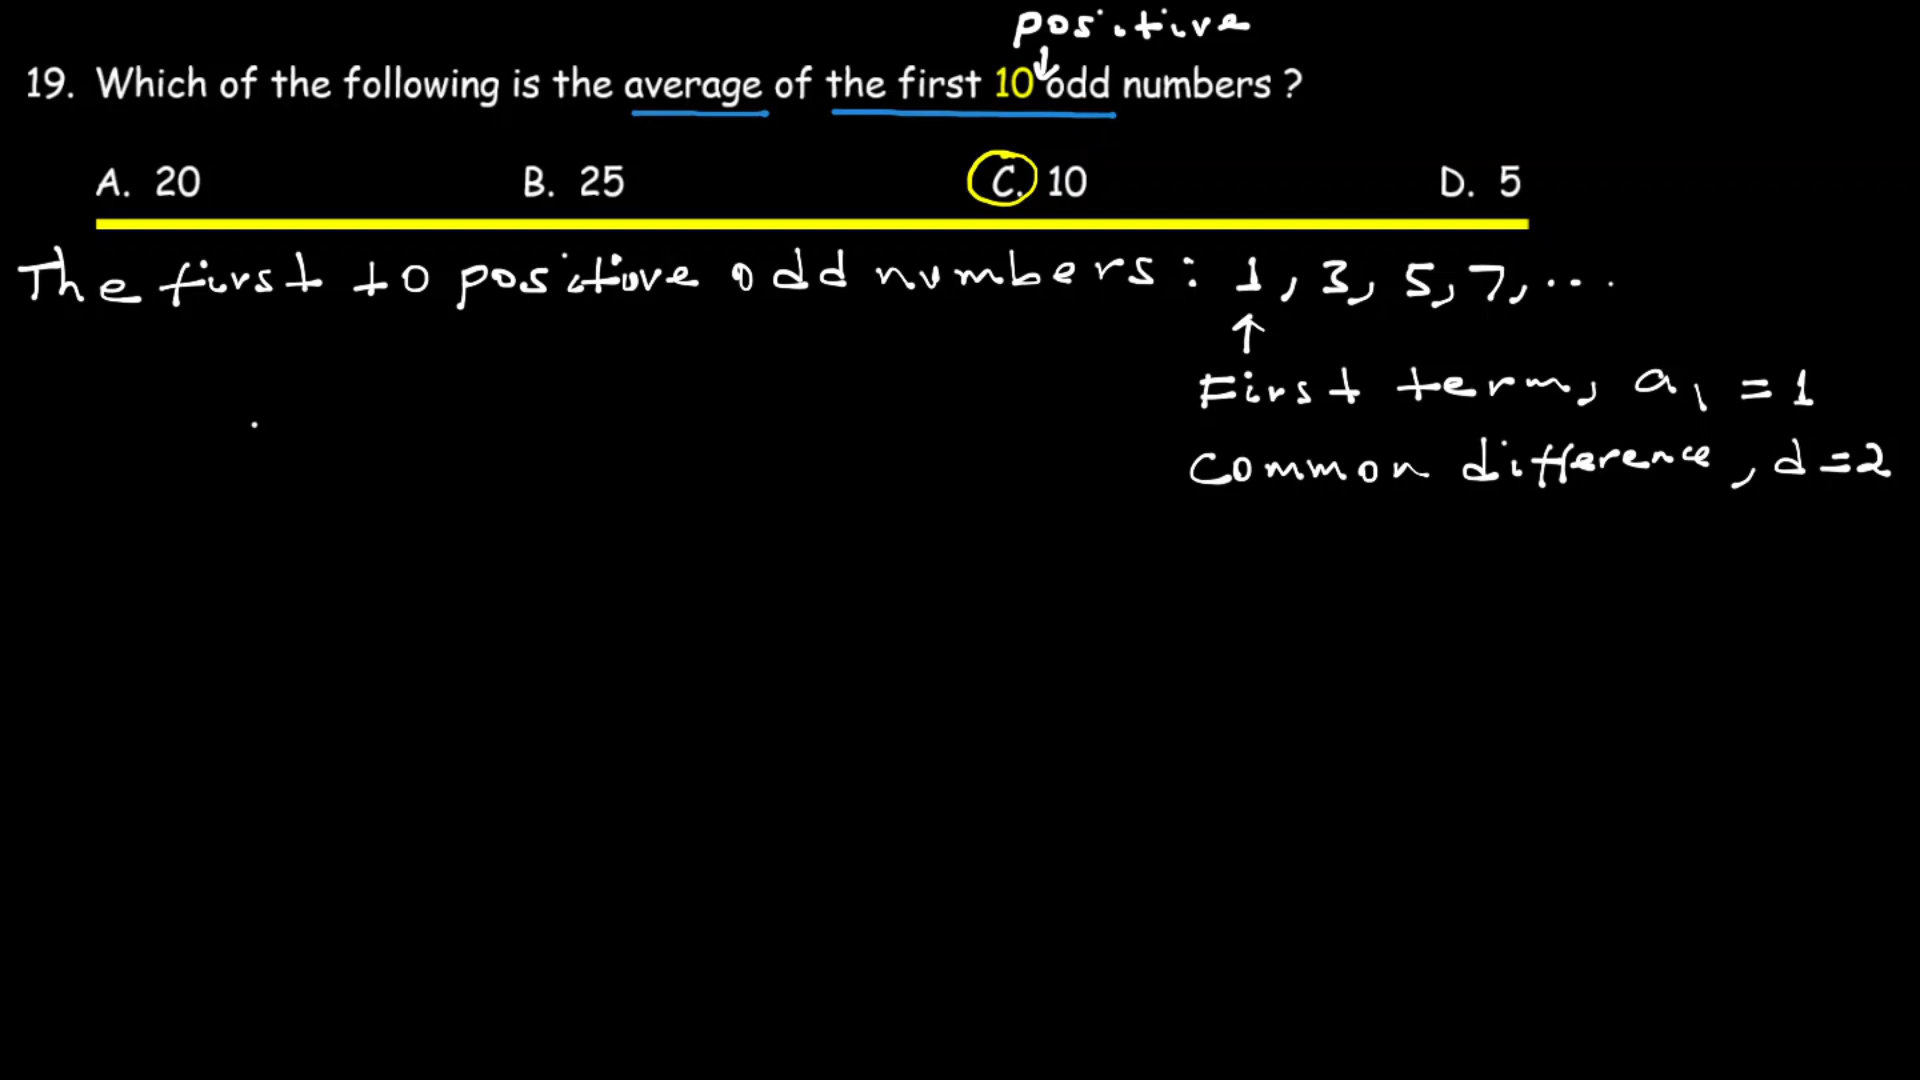 positive
19. Which of the following is the average of the first 10 odd numbers ?
A. 20 B. 25 C. 10 D. 5
The first 10 positive odd numbers : 1, 3, 5, 7, ...
First term, a1 = 1
Common difference, d = 2